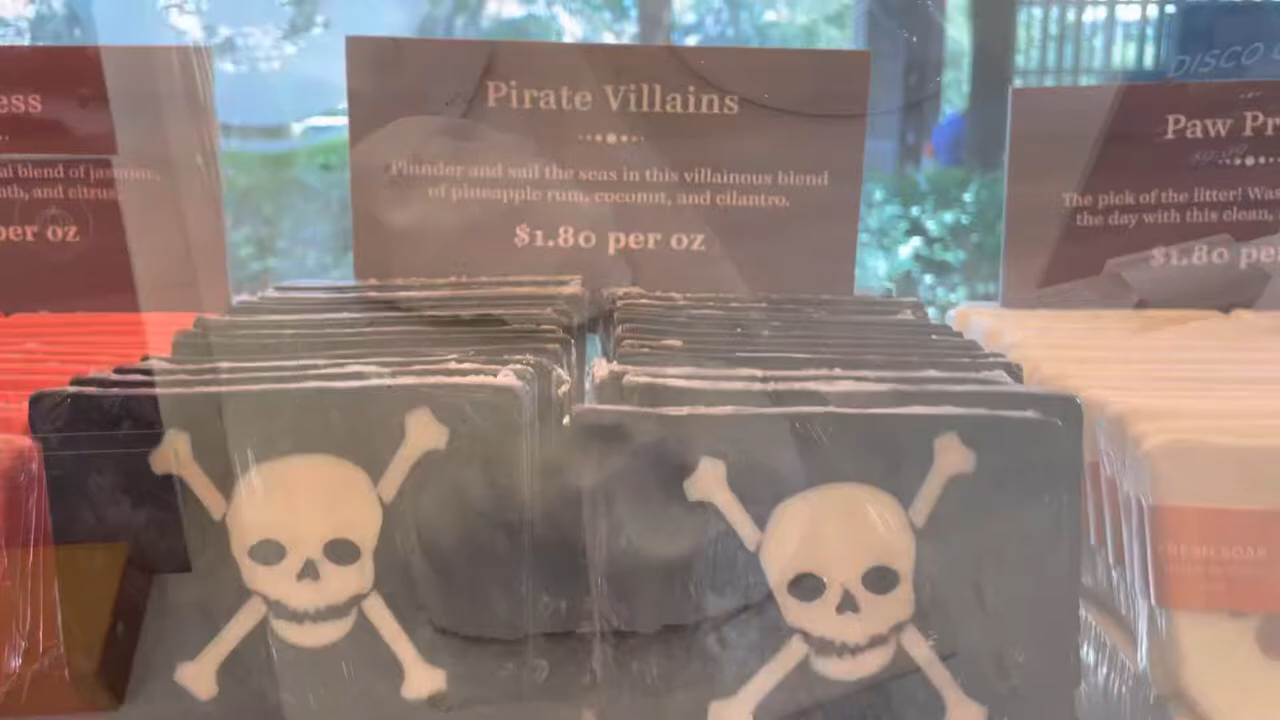 ess
al blend of jasmine,
nth, and citrus.
per oz
Pirate Villains
Plunder and sail the seas in this villainous blend
of pineapple rum, coconut, and cilantro.
$1.80 per oz
DISCO
Paw Pr
The pick of the litter! Was
the day with this clean,
$1.80 pe
FRESH SOAP